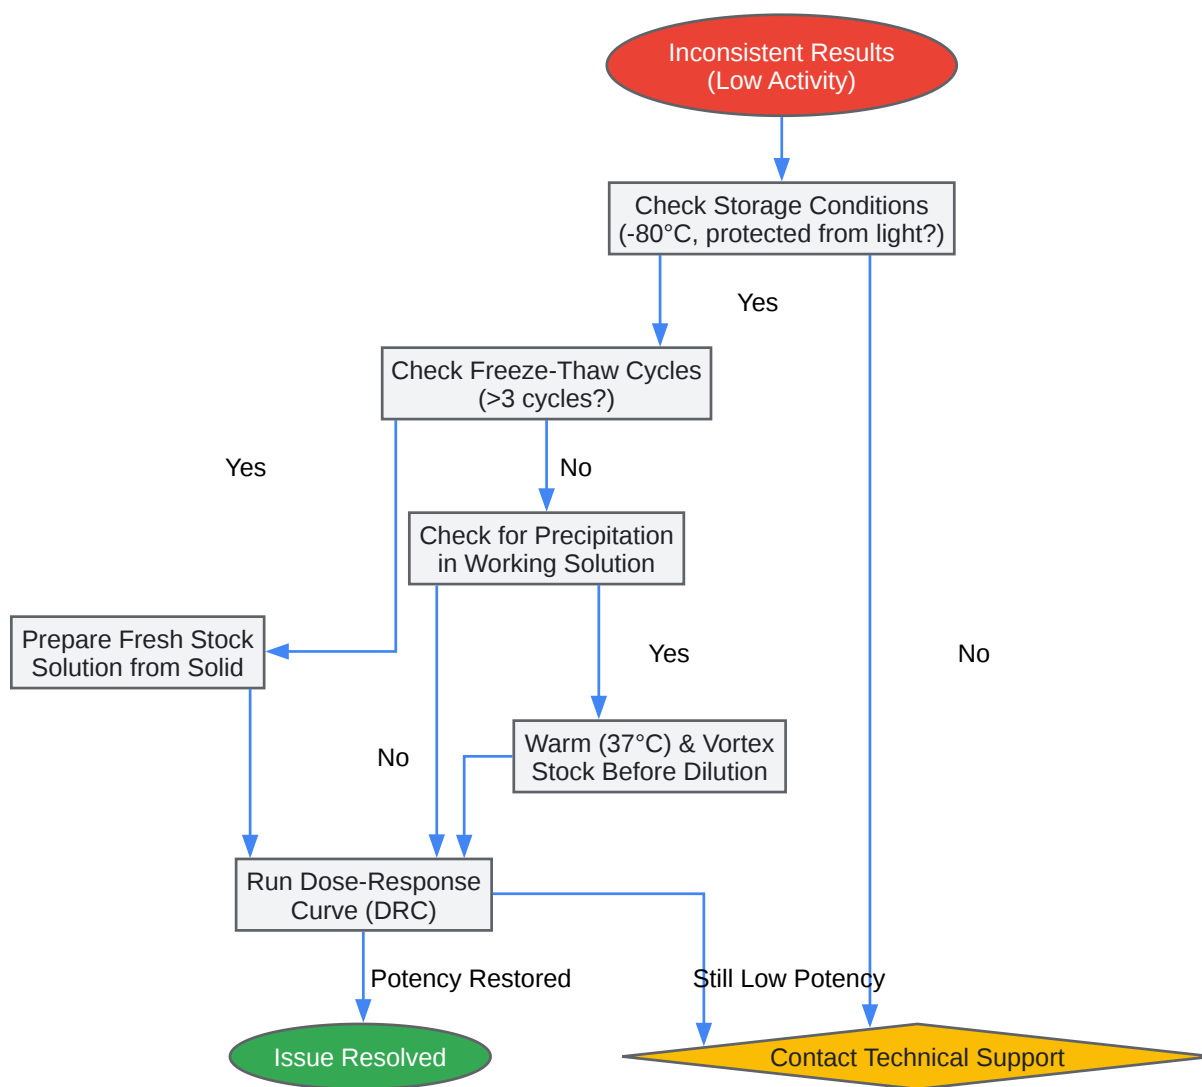 Inconsistent Results
(Low Activity)
Check Storage Conditions
(-80°C, protected from light?)
Yes
Check Freeze-Thaw Cycles
(>3 cycles?)
Yes
No
Check for Precipitation
in Working Solution
Prepare Fresh Stock
Solution from Solid
Yes
No
No
Warm (37°C) & Vortex
Stock Before Dilution
Run Dose-Response
Curve (DRC)
Potency Restored
Still Low Potency
Issue Resolved
Contact Technical Support